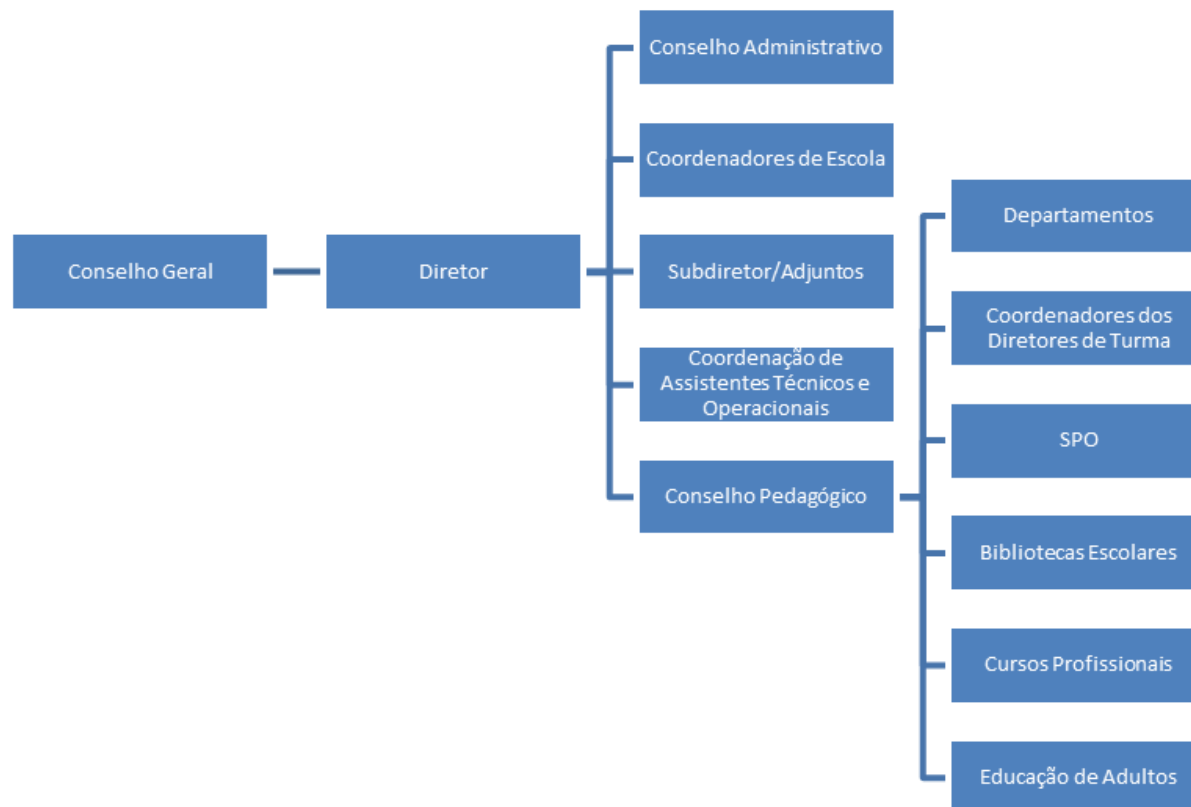 Conselho Geral
Diretor
Conselho Administrativo
Coordenadores de Escola
Subdiretor/Adjuntos
Coordenação de
Assistentes Técnicos e
Operacionais
Conselho Pedagógico
Departamentos
Coordenadores dos
Diretores de Turma
SPO
Bibliotecas Escolares
Cursos Profissionais
Educação de Adultos